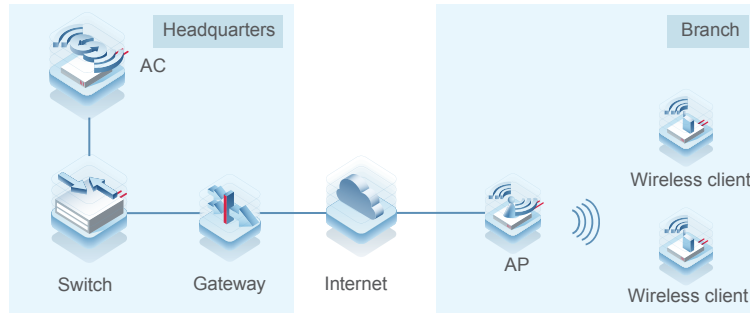 Headquarters
Branch
AC
Wireless client
AP
Switch
Gateway
Internet
Wireless client